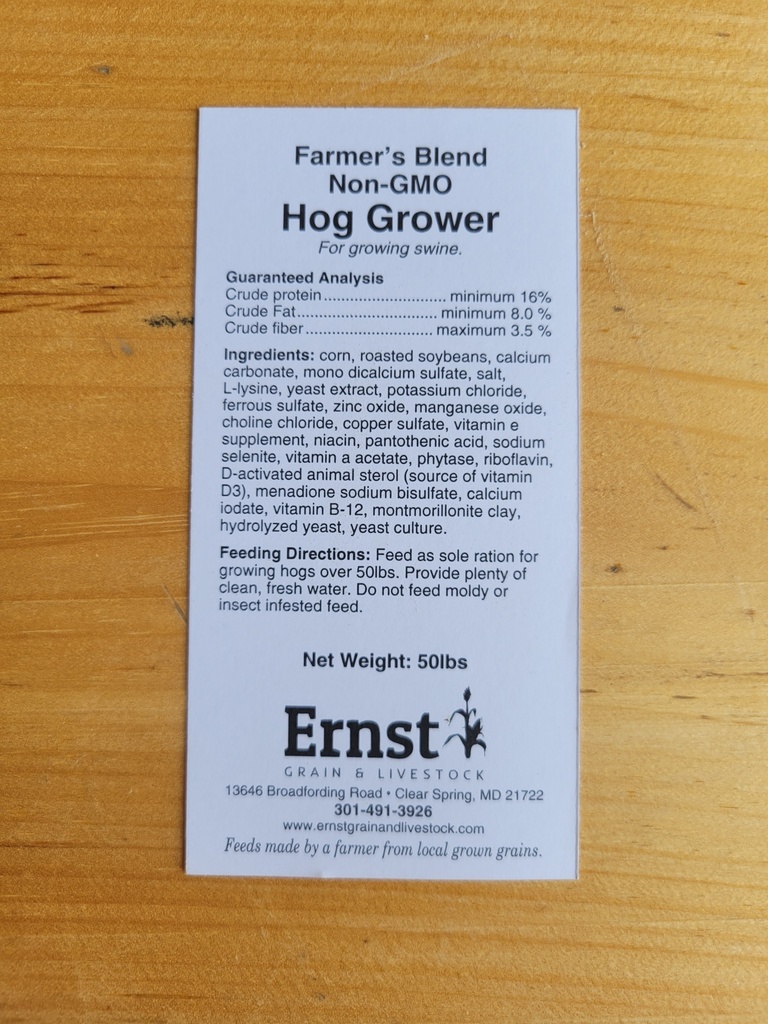 Farmer's Blend
Non-GMO
Hog Grower
For growing swine.
Guaranteed Analysis
Crude protein............................ minimum 16%
Crude Fat................................ minimum 8.0 %
Crude fiber............................. maximum 3.5 %
Ingredients: corn, roasted soybeans, calcium
carbonate, mono dicalcium sulfate, salt,
L-lysine, yeast extract, potassium chloride,
ferrous sulfate, zinc oxide, manganese oxide,
choline chloride, copper sulfate, vitamin e
supplement, niacin, pantothenic acid, sodium
selenite, vitamin a acetate, phytase, riboflavin,
D-activated animal sterol (source of vitamin
D3), menadione sodium bisulfate, calcium
iodate, vitamin B-12, montmorillonite clay,
hydrolyzed yeast, yeast culture.
Feeding Directions: Feed as sole ration for
growing hogs over 50lbs. Provide plenty of
clean, fresh water. Do not feed moldy or
insect infested feed.
Net Weight: 50lbs
Ernst
GRAIN & LIVESTOCK
13646 Broadfording Road • Clear Spring, MD 21722
301-491-3926
www.ernstgrainandlivestock.com
Feeds made by a farmer from local grown grains.